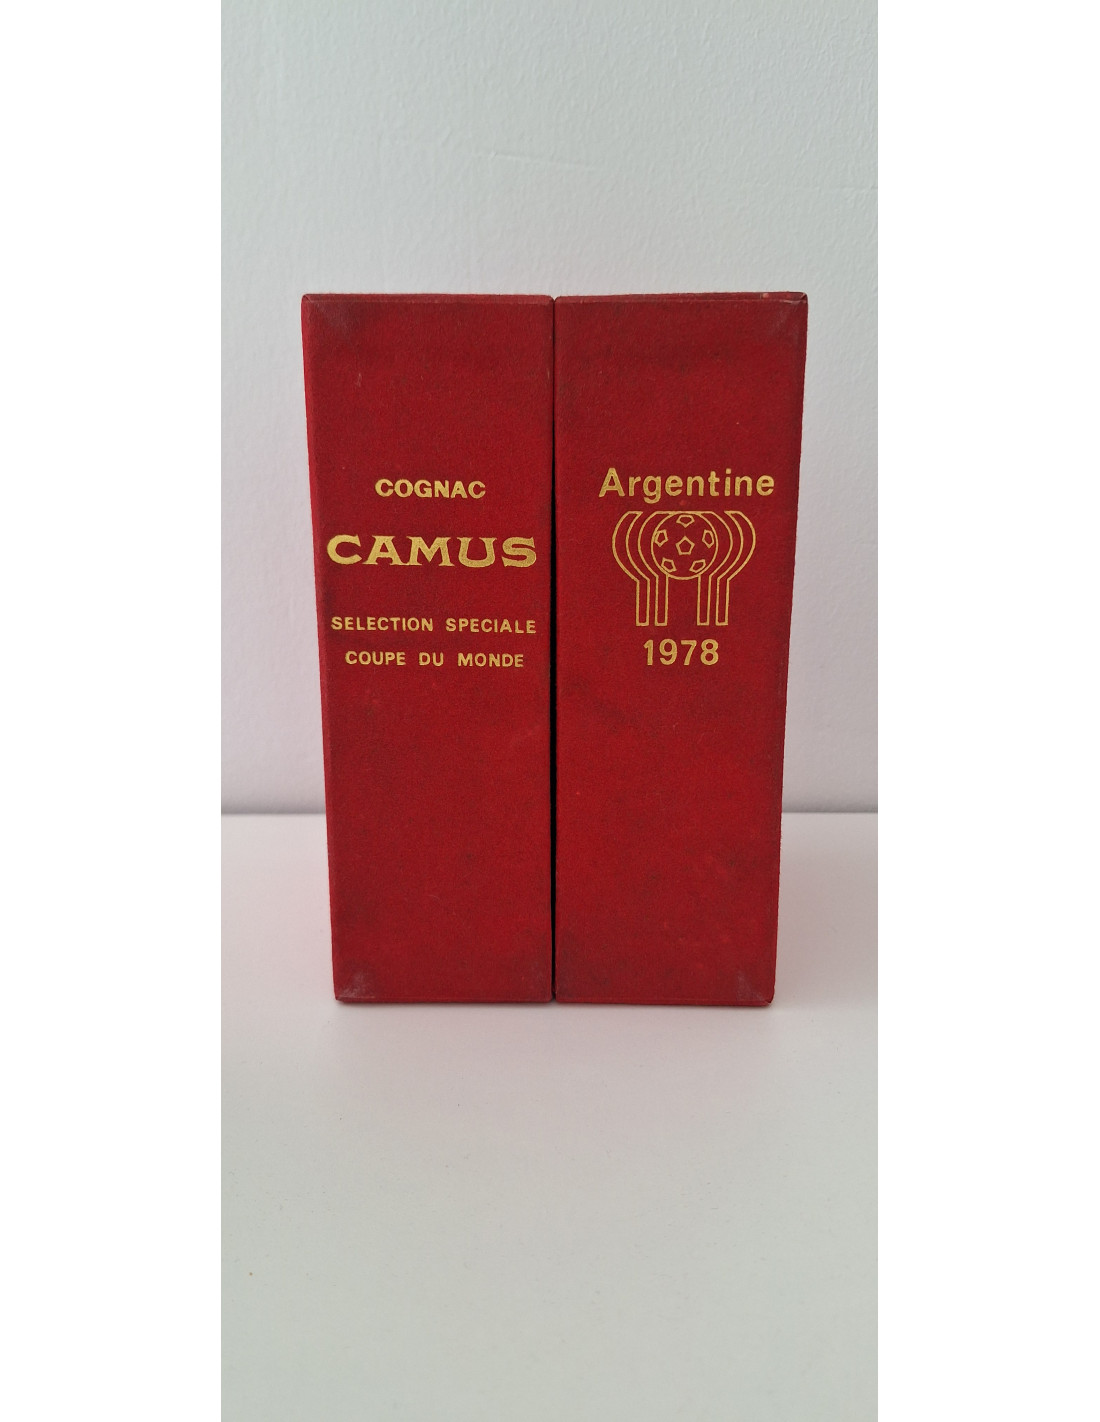 COGNAC
CAMUS
SELECTION SPECIALE
COUPE DU MONDE
Argentine
1978